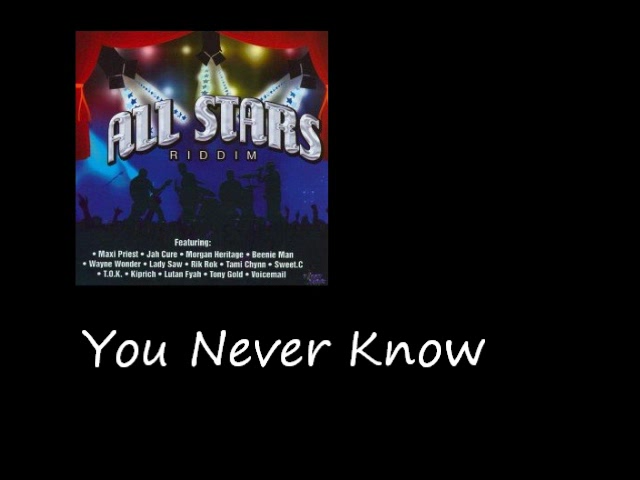 ALL STARS
RIDDIM
Featuring:
• Maxi Priest • Jah Cure • Morgan Heritage • Beenie Man
• Wayne Wonder • Lady Saw • Rik Rok • Tami Chynn • Sweet.C
• T.O.K. • Kiprich • Lutan Fyah • Tony Gold • Voicemail
You Never Know